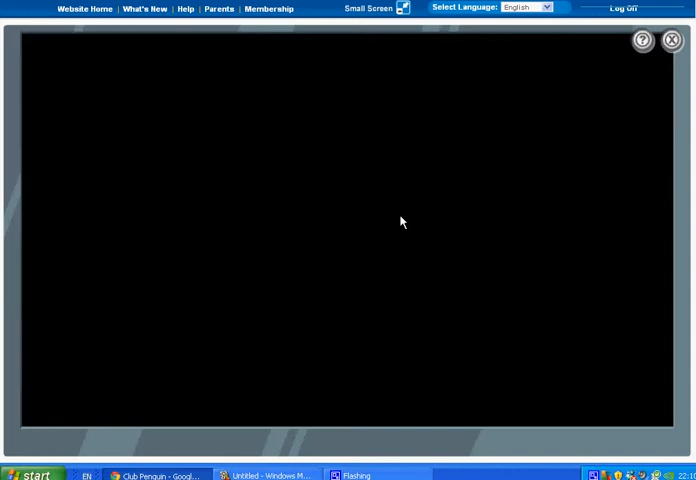 Website Home | What's New | Help | Parents | Membership Small Screen Select Language: English Log Off
?
X
start EN Club Penguin - Googl... Untitled - Windows M... Flashing 22:10